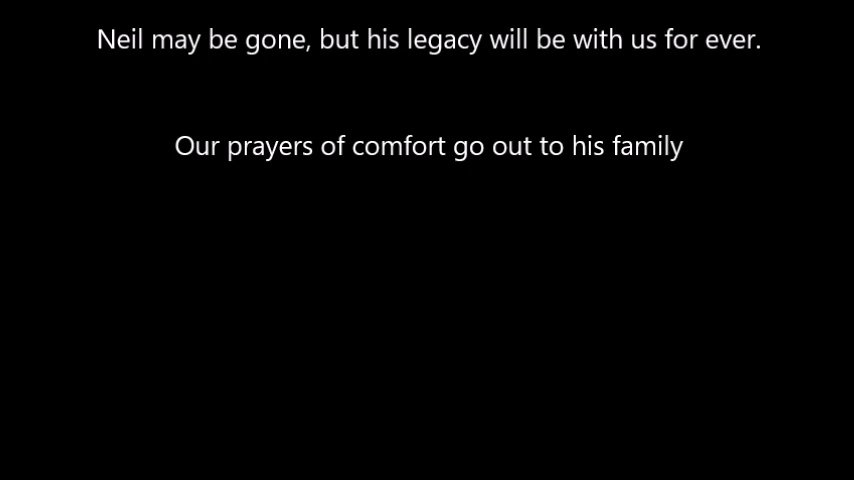 Neil may be gone, but his legacy will be with us for ever.
Our prayers of comfort go out to his family